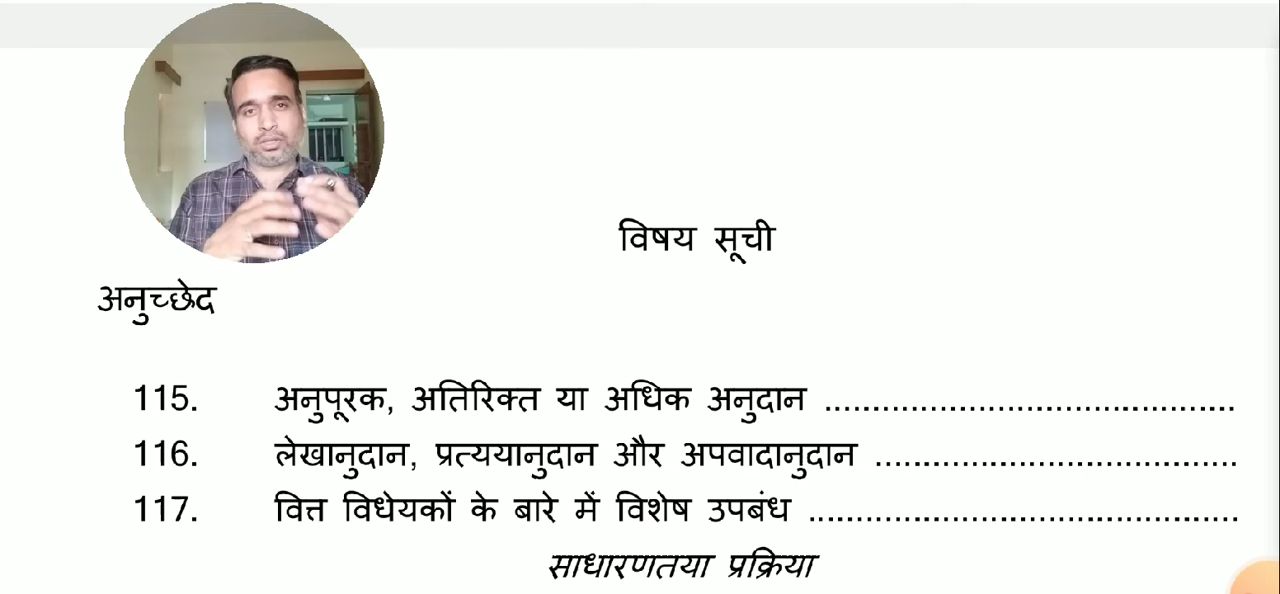 विषय सूची
अनुच्छेद
115. अनुपूरक, अतिरिक्त या अधिक अनुदान ............................................
116. लेखानुदान, प्रत्ययानुदान और अपवादानुदान ......................................
117. वित्त विधेयकों के बारे में विशेष उपबंध .............................................
साधारणतया प्रक्रिया